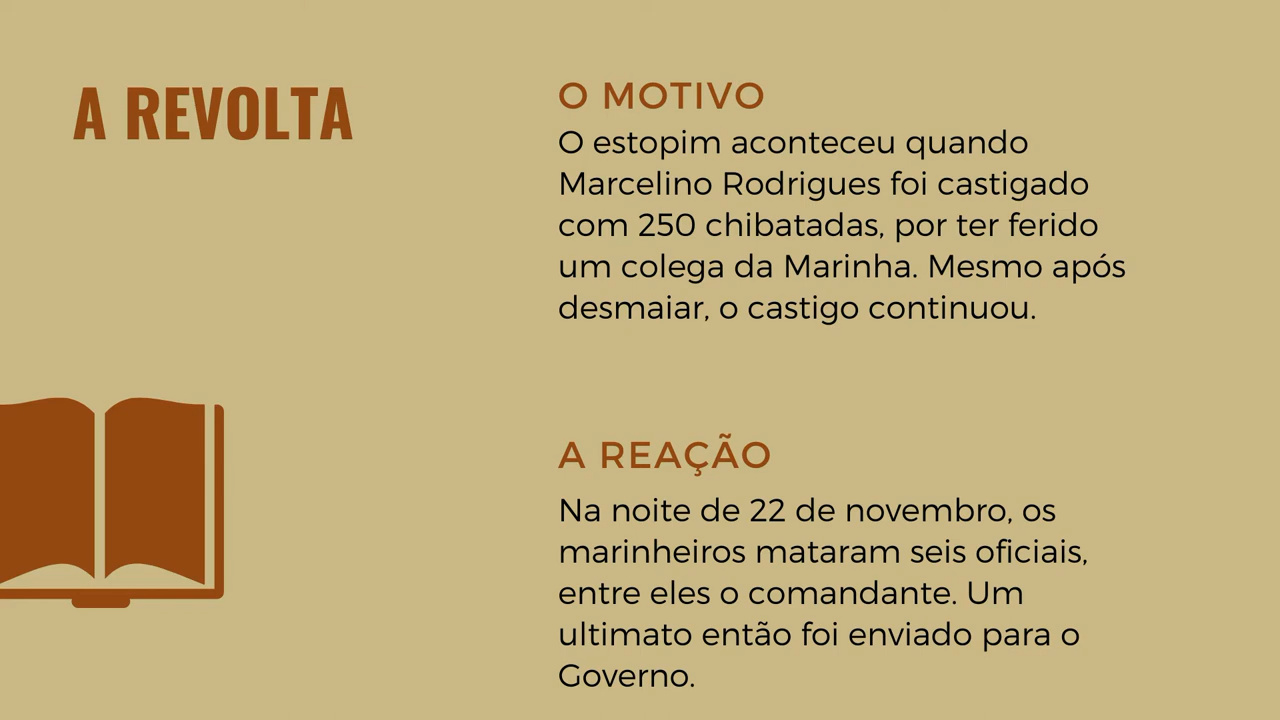 A REVOLTA
O MOTIVO
O estopim aconteceu quando
Marcelino Rodrigues foi castigado
com 250 chibatadas, por ter ferido
um colega da Marinha. Mesmo após
desmaiar, o castigo continuou.
A REAÇÃO
Na noite de 22 de novembro, os
marinheiros mataram seis oficiais,
entre eles o comandante. Um
ultimato então foi enviado para o
Governo.